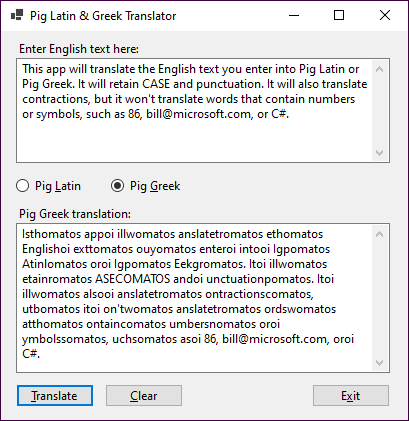 Pig Latin & Greek Translator
Enter English text here:
This app will translate the English text you enter into Pig Latin or
Pig Greek. It will retain CASE and punctuation. It will also translate
contractions, but it won't translate words that contain numbers
or symbols, such as 86, bill@microsoft.com, or C#.
Pig Latin
Pig Greek
Pig Greek translation:
Isthomatos appoi illwomatos anslatetromatos ethomatos
Englishoi exttomatos ouyomatos enteroi intooi Igpomatos
Atinlomatos oroi Igpomatos Eekgromatos. Itoi illwomatos
etainromatos ASECOMATOS andoi unctuationpomatos. Itoi
illwomatos alsooi anslatetromatos ontractionscomatos,
utbomatos itoi on'twomatos anslatetromatos ordswomatos
atthomatos ontaincomatos umbersnomatos oroi
ymbolssomatos, uchsomatos asoi 86, bill@microsoft.com, oroi
C#.
Translate
Clear
Exit